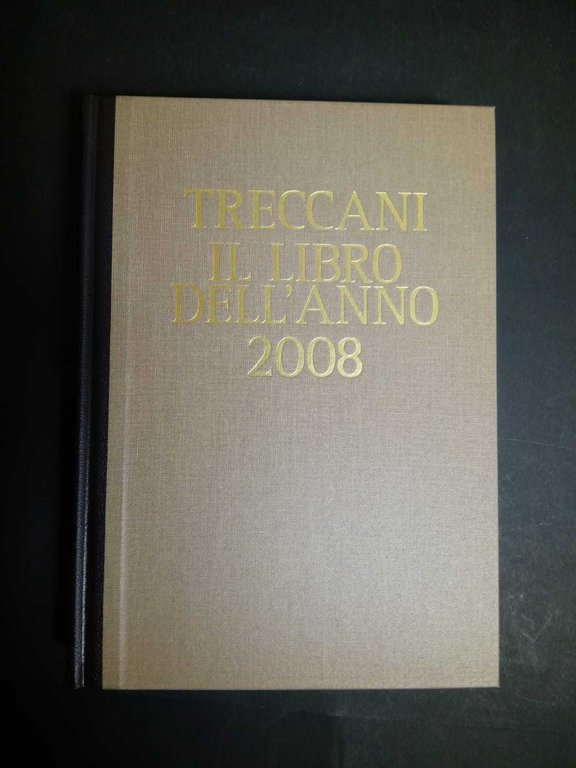 TRECCANI
IL LIBRO
DELL'ANNO
2008